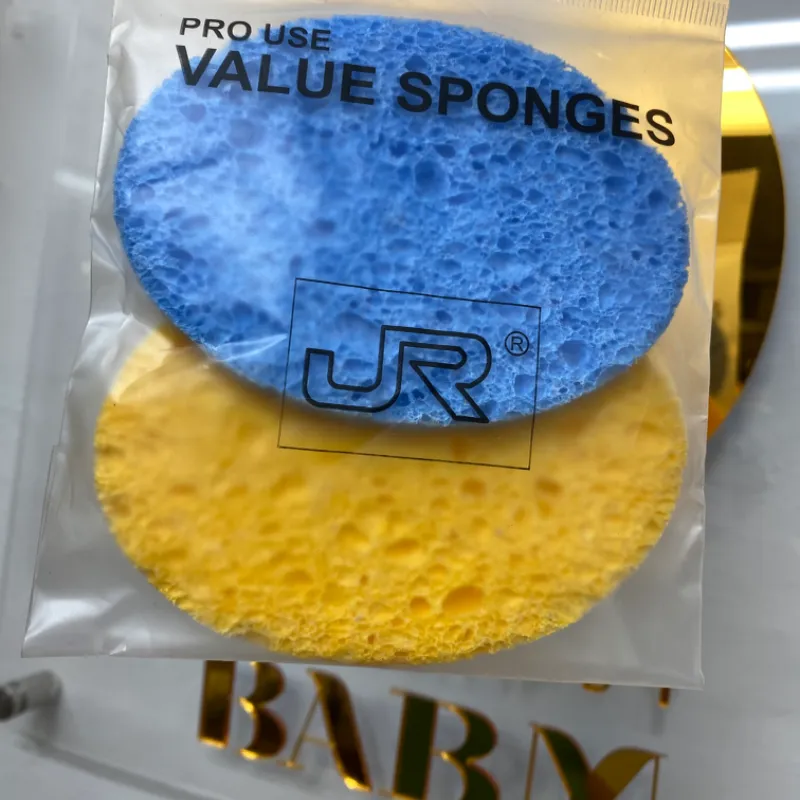 PRO USE
VALUE SPONGES
JR®
BABY